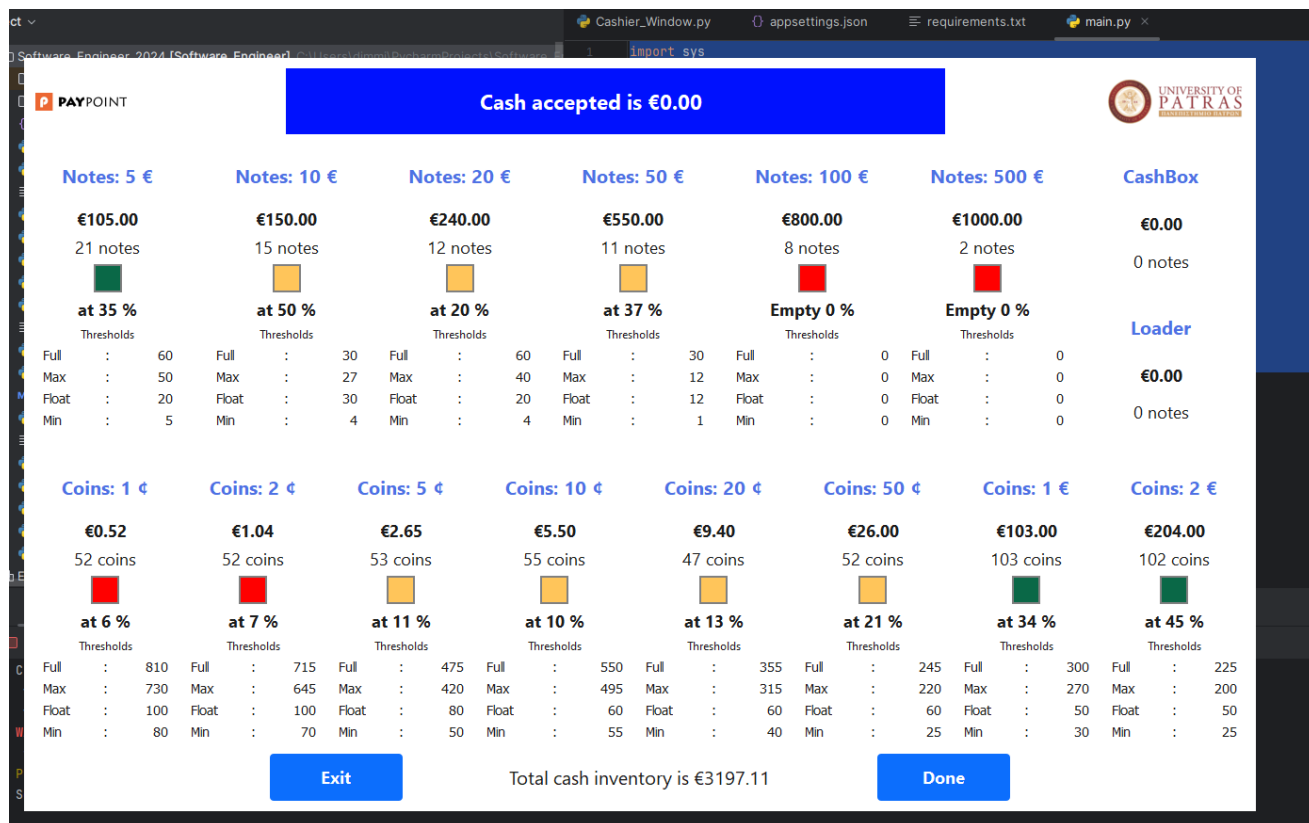 ct
Cashier_Window.py {} appsettings.json requirements.txt main.py ×
Software_Engineer_2024 [Software_Engineer]
1 import sys
PAYPOINT
Cash accepted is €0.00
UNIVERSITY OF
PATRAS
Notes: 5 € Notes: 10 € Notes: 20 € Notes: 50 € Notes: 100 € Notes: 500 € CashBox
€105.00 €150.00 €240.00 €550.00 €800.00 €1000.00 €0.00
21 notes 15 notes 12 notes 11 notes 8 notes 2 notes 0 notes
at 35 % at 50 % at 20 % at 37 % Empty 0 % Empty 0 %
Thresholds Thresholds Thresholds Thresholds Thresholds Thresholds Loader
Full : 60 Full : 30 Full : 60 Full : 30 Full : 0 Full : 0
Max : 50 Max : 27 Max : 40 Max : 12 Max : 0 Max : 0 €0.00
Float : 20 Float : 30 Float : 20 Float : 12 Float : 0 Float : 0
Min : 5 Min : 4 Min : 4 Min : 1 Min : 0 Min : 0 0 notes
Coins: 1 ¢ Coins: 2 ¢ Coins: 5 ¢ Coins: 10 ¢ Coins: 20 ¢ Coins: 50 ¢ Coins: 1 € Coins: 2 €
€0.52 €1.04 €2.65 €5.50 €9.40 €26.00 €103.00 €204.00
52 coins 52 coins 53 coins 55 coins 47 coins 52 coins 103 coins 102 coins
at 6 % at 7 % at 11 % at 10 % at 13 % at 21 % at 34 % at 45 %
Thresholds Thresholds Thresholds Thresholds Thresholds Thresholds Thresholds Thresholds
Full : 810 Full : 715 Full : 475 Full : 550 Full : 355 Full : 245 Full : 300 Full : 225
Max : 730 Max : 645 Max : 420 Max : 495 Max : 315 Max : 220 Max : 270 Max : 200
Float : 100 Float : 100 Float : 80 Float : 60 Float : 60 Float : 60 Float : 50 Float : 50
Min : 80 Min : 70 Min : 50 Min : 55 Min : 40 Min : 25 Min : 30 Min : 25
Exit Total cash inventory is €3197.11 Done